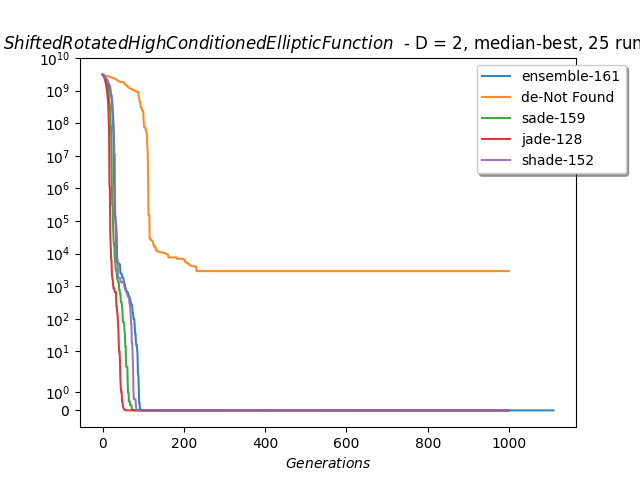 ShiftedRotatedHighConditionedEllipticFunction - D = 2, median-best, 25 run
10^10
10^9
10^8
10^7
10^6
10^5
10^4
10^3
10^2
10^1
10^0
0
ensemble-161
de-Not Found
sade-159
jade-128
shade-152
0 200 400 600 800 1000
Generations